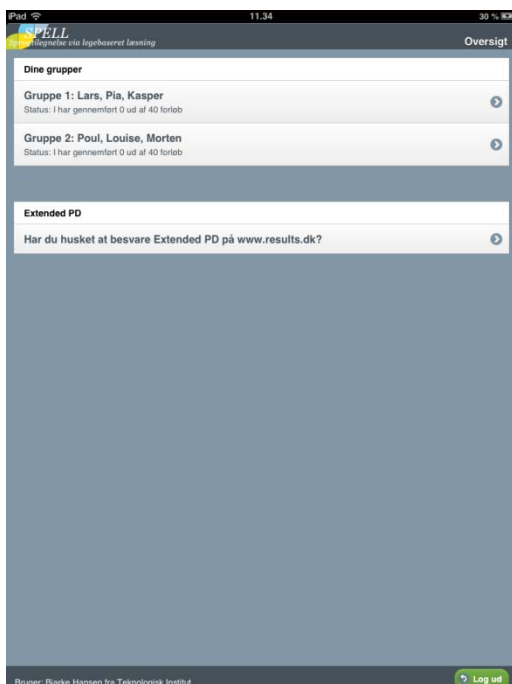 iPad 11.34 30 %
SPELL
Sprogtilegnelse via legebaseret læsning
Oversigt
Dine grupper
Gruppe 1: Lars, Pia, Kasper
Status: I har gennemført 0 ud af 40 forløb
Gruppe 2: Poul, Louise, Morten
Status: I har gennemført 0 ud af 40 forløb
Extended PD
Har du husket at besvare Extended PD på www.results.dk?
Bruger: Bjarke Hansen fra Teknologisk Institut
Log ud